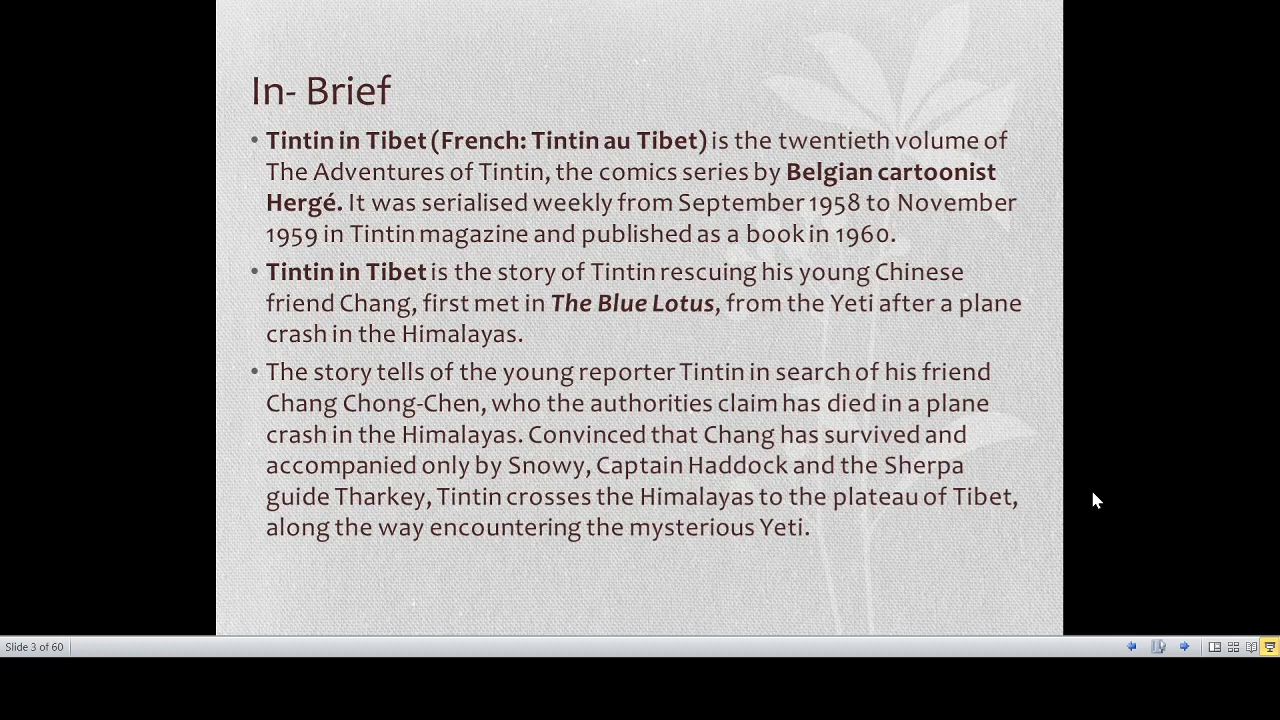 In- Brief
• Tintin in Tibet (French: Tintin au Tibet) is the twentieth volume of
The Adventures of Tintin, the comics series by Belgian cartoonist
Hergé. It was serialised weekly from September 1958 to November
1959 in Tintin magazine and published as a book in 1960.
• Tintin in Tibet is the story of Tintin rescuing his young Chinese
friend Chang, first met in The Blue Lotus, from the Yeti after a plane
crash in the Himalayas.
• The story tells of the young reporter Tintin in search of his friend
Chang Chong-Chen, who the authorities claim has died in a plane
crash in the Himalayas. Convinced that Chang has survived and
accompanied only by Snowy, Captain Haddock and the Sherpa
guide Tharkey, Tintin crosses the Himalayas to the plateau of Tibet,
along the way encountering the mysterious Yeti.
Slide 3 of 60